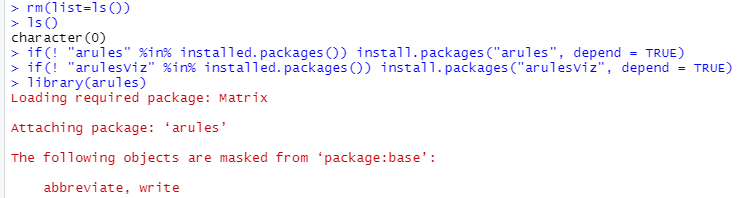 > rm(list=ls())
> ls()
character(0)
> if(! "arules" %in% installed.packages()) install.packages("arules", depend = TRUE)
> if(! "arulesViz" %in% installed.packages()) install.packages("arulesViz", depend = TRUE)
> library(arules)
Loading required package: Matrix
Attaching package: ‘arules’
The following objects are masked from ‘package:base’:
abbreviate, write